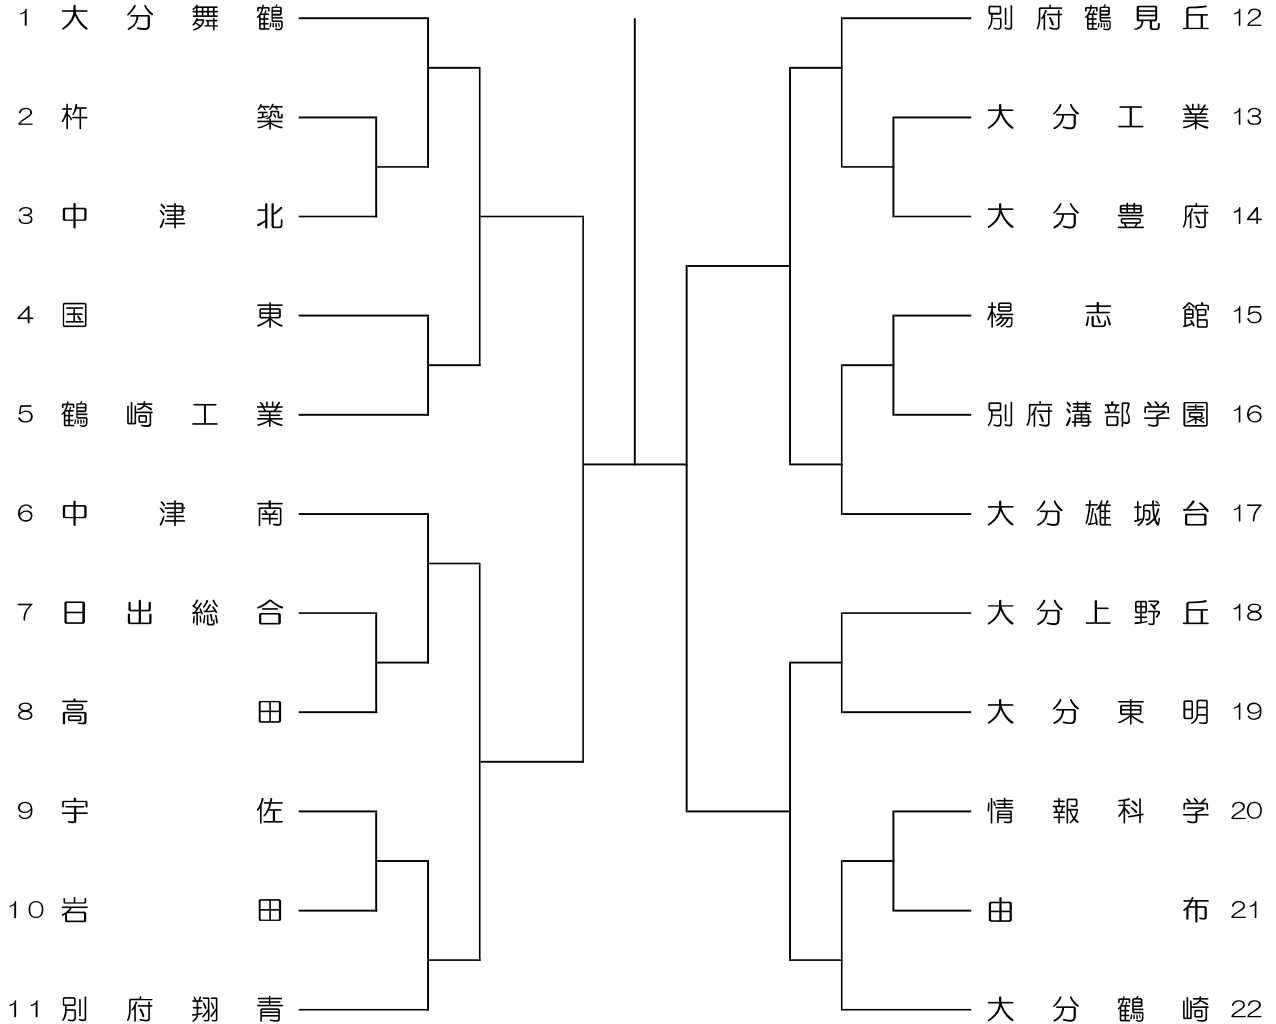 1 大分舞鶴
2 杵築
3 中津北
4 国東
5 鶴崎工業
6 中津南
7 日出総合
8 高田
9 宇佐
10 岩田
11 別府翔青
別府鶴見丘 12
大分工業 13
大分豊府 14
楊志館 15
別府溝部学園 16
大分雄城台 17
大分上野丘 18
大分東明 19
情報科学 20
由布 21
大分鶴崎 22